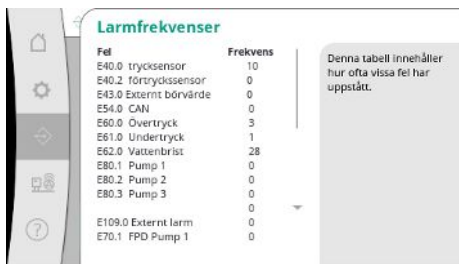 Larmfrekvenser
Fel Frekvens
E40.0 trycksensor 10
E40.2 förtryckssensor 0
E43.0 Externt börvärde 0
E54.0 CAN 0
E60.0 Övertryck 3
E61.0 Undertryck 1
E62.0 Vattenbrist 28
E80.1 Pump 1 0
E80.2 Pump 2 0
E80.3 Pump 3 0
0
E109.0 Externt larm 0
E70.1 FPD Pump 1 0
Denna tabell innehåller
hur ofta vissa fel har
uppstått.